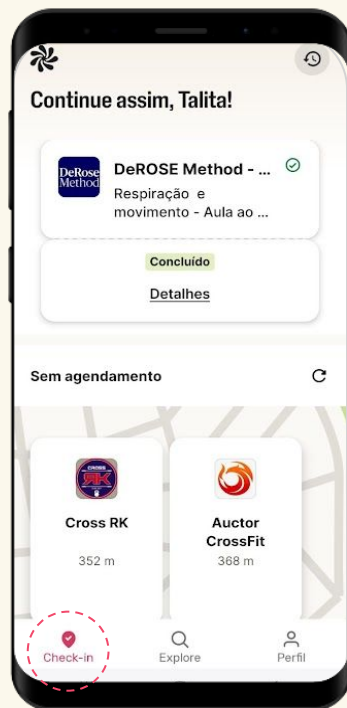 Continue assim, Talita!
DeRose
Method
DeROSE Method - ...
Respiração e
movimento - Aula ao ...
Concluído
Detalhes
Sem agendamento
RK
Cross RK
352 m
Auctor
CrossFit
368 m
Check-in
Explore
Perfil